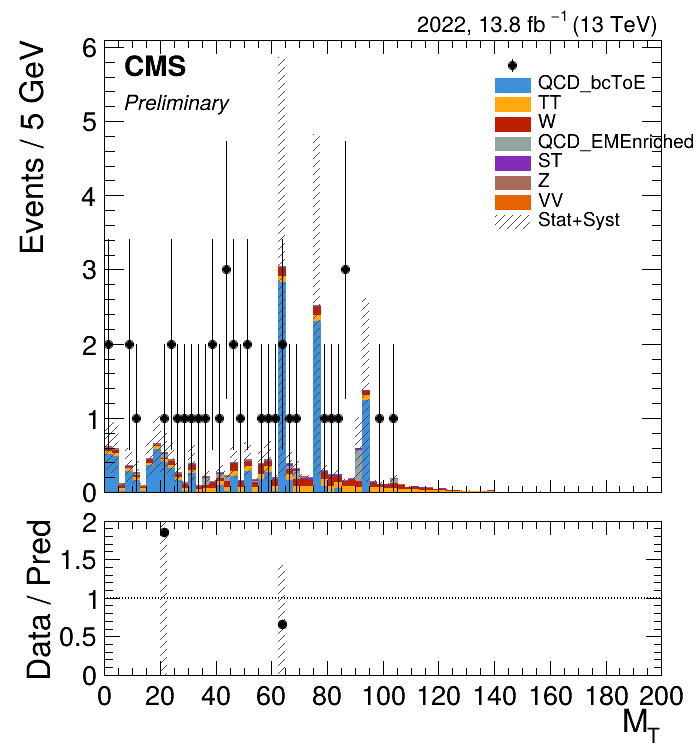 2022, 13.8 fb⁻¹ (13 TeV)
CMS
Preliminary
Events / 5 GeV
6
5
4
3
2
1
0
QCD_bcToE
TT
W
QCD_EMEnriched
ST
Z
VV
Stat+Syst
Data / Pred
2
1.5
1
0.5
0
0 20 40 60 80 100 120 140 160 180 200
M_T